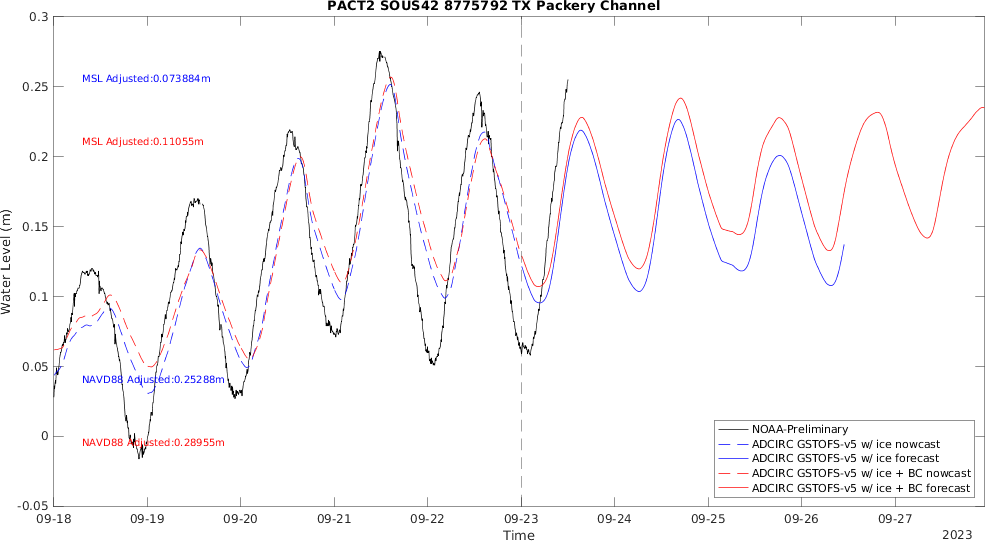 PACT2 SOUS42 8775792 TX Packery Channel
0.3
0.25
0.2
0.15
0.1
0.05
0
-0.05
Water Level (m)
MSL Adjusted:0.073884m
MSL Adjusted:0.11055m
NAVD88 Adjusted:0.25288m
NAVD88 Adjusted:0.28955m
NOAA-Preliminary
ADCIRC GSTOFS-v5 w/ ice nowcast
ADCIRC GSTOFS-v5 w/ ice forecast
ADCIRC GSTOFS-v5 w/ ice + BC nowcast
ADCIRC GSTOFS-v5 w/ ice + BC forecast
09-18 09-19 09-20 09-21 09-22 09-23 09-24 09-25 09-26 09-27
Time
2023